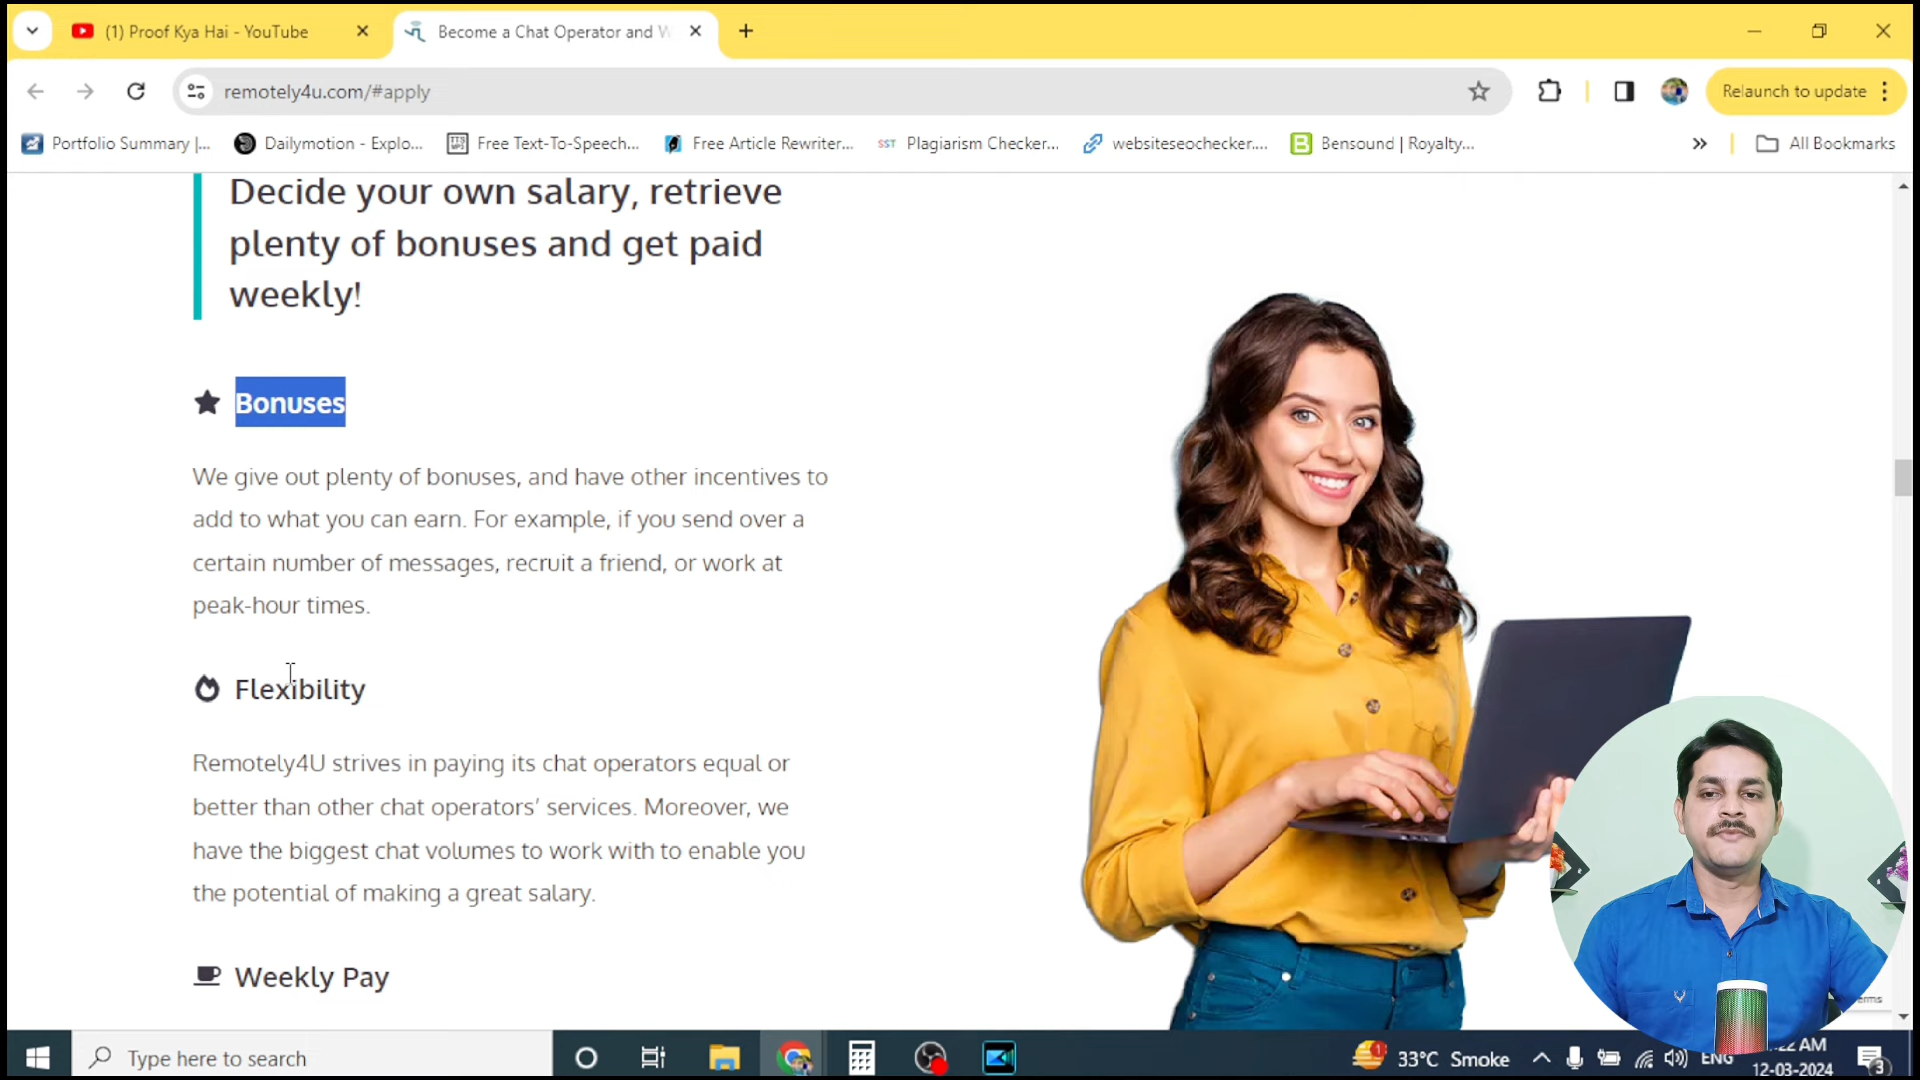 (1) Proof Kya Hai - YouTube
Become a Chat Operator and W
remotely4u.com/#apply
Relaunch to update
Portfolio Summary |...
Dailymotion - Explo...
Free Text-To-Speech...
Free Article Rewriter...
SST Plagiarism Checker...
websiteseochecker....
B Bensound | Royalty...
All Bookmarks
Decide your own salary, retrieve
plenty of bonuses and get paid
weekly!
Bonuses
We give out plenty of bonuses, and have other incentives to
add to what you can earn. For example, if you send over a
certain number of messages, recruit a friend, or work at
peak-hour times.
Flexibility
Remotely4U strives in paying its chat operators equal or
better than other chat operators’ services. Moreover, we
have the biggest chat volumes to work with to enable you
the potential of making a great salary.
Weekly Pay
Type here to search
1
33°C Smoke
ENG
:22 AM
12-03-2024
3